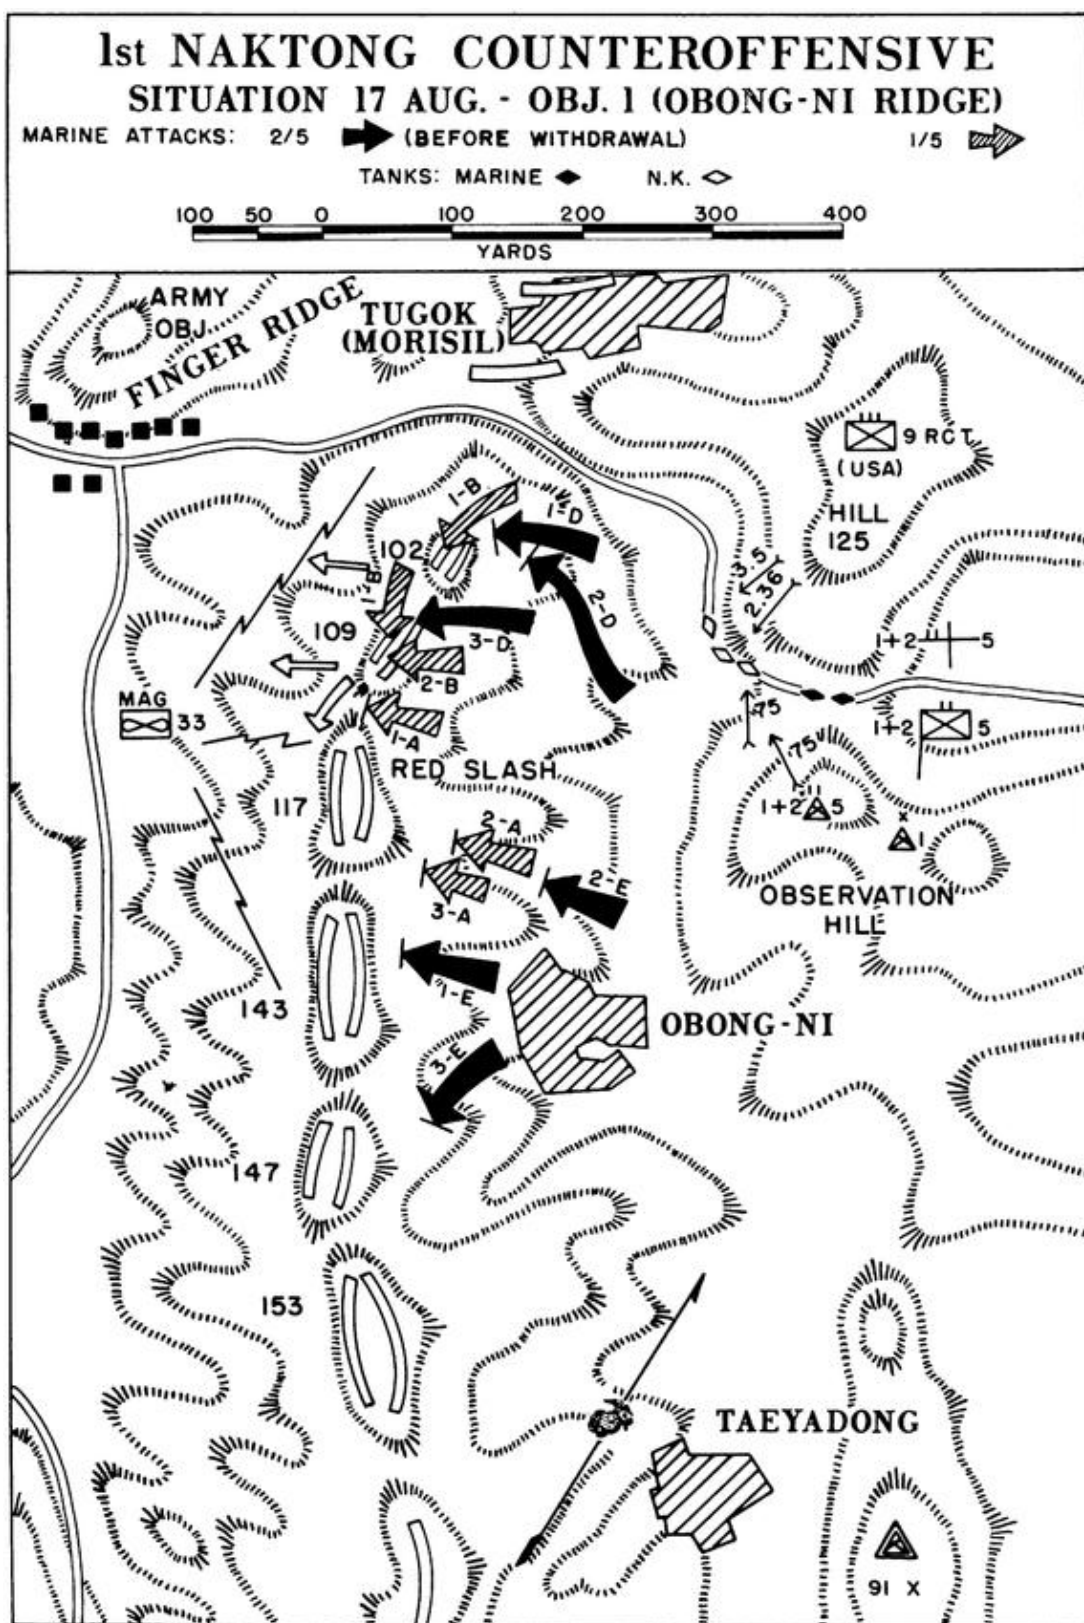 1st NAKTONG COUNTEROFFENSIVE
SITUATION 17 AUG. - OBJ. 1 (OBONG-NI RIDGE)
MARINE ATTACKS: 2/5 (BEFORE WITHDRAWAL) 1/5
TANKS: MARINE N.K.
100 50 0 100 200 300 400
YARDS
ARMY
OBJ.
FINGER RIDGE
TUGOK
(MORISIL)
9 RCT
(USA)
HILL
125
1-B
1-D
102
1-B
3.5
2.36
2-D
109
3-D
1+2 5
2-B
MAG
33
75
1+2 5
1-A
RED SLASH
75
117
1+2 5
2-A
1
2-E
3-A
OBSERVATION
HILL
1-E
143
OBONG-NI
3-E
147
153
TAEYADONG
91 X